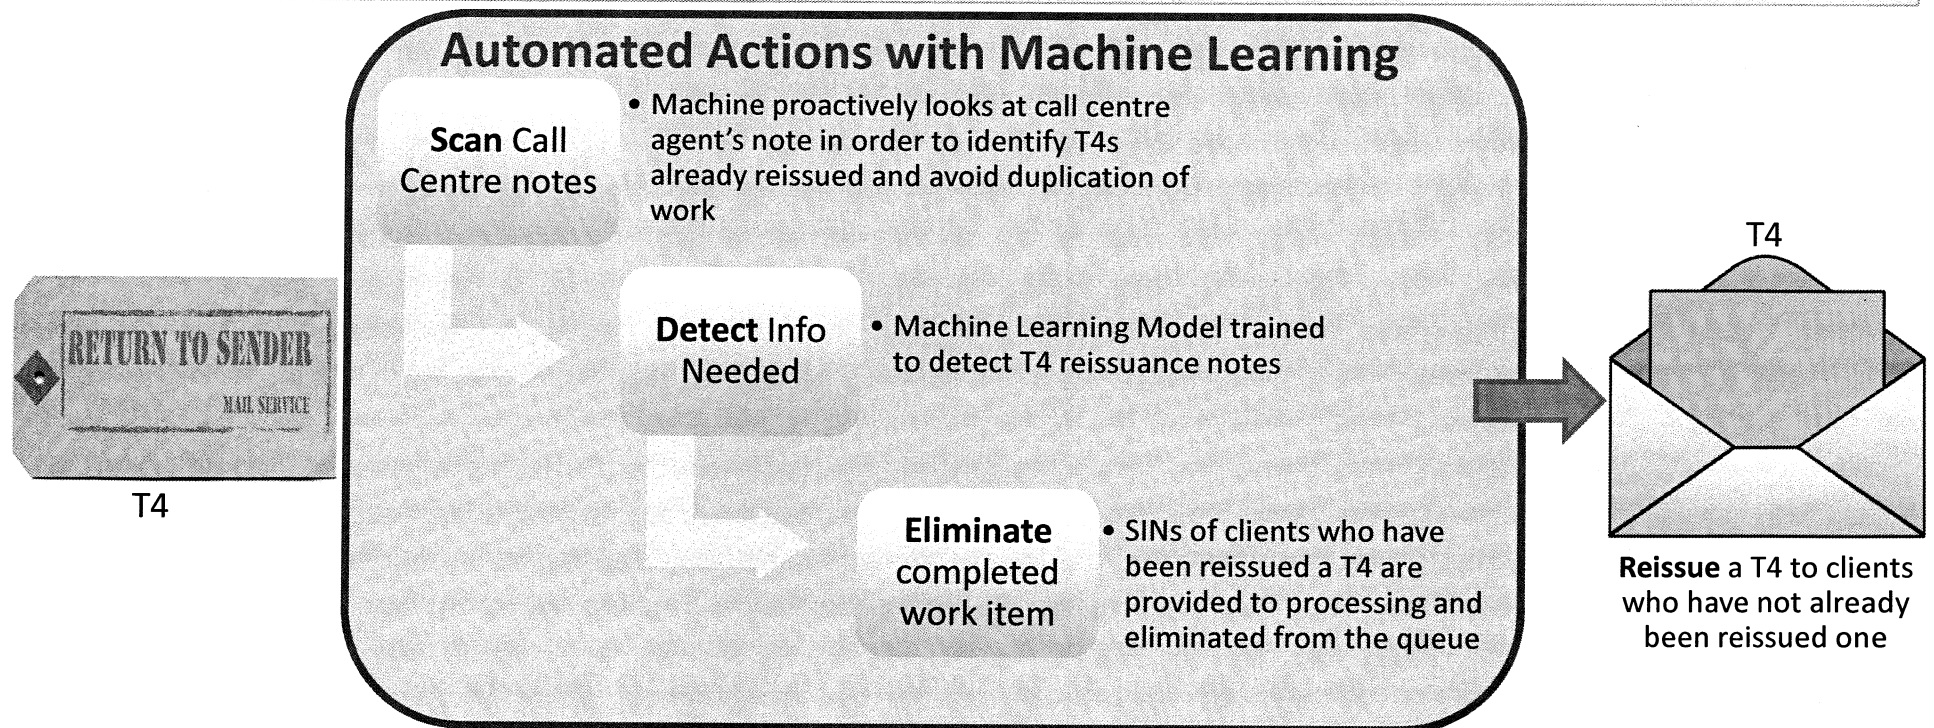 Automated Actions with Machine Learning
Scan Call
Centre notes
• Machine proactively looks at call centre
agent's note in order to identify T4s
already reissued and avoid duplication of
work
RETURN TO SENDER
MAIL SERVICE
T4
Detect Info
Needed
• Machine Learning Model trained
to detect T4 reissuance notes
Eliminate
completed
work item
• SINs of clients who have
been reissued a T4 are
provided to processing and
eliminated from the queue
T4
Reissue a T4 to clients
who have not already
been reissued one